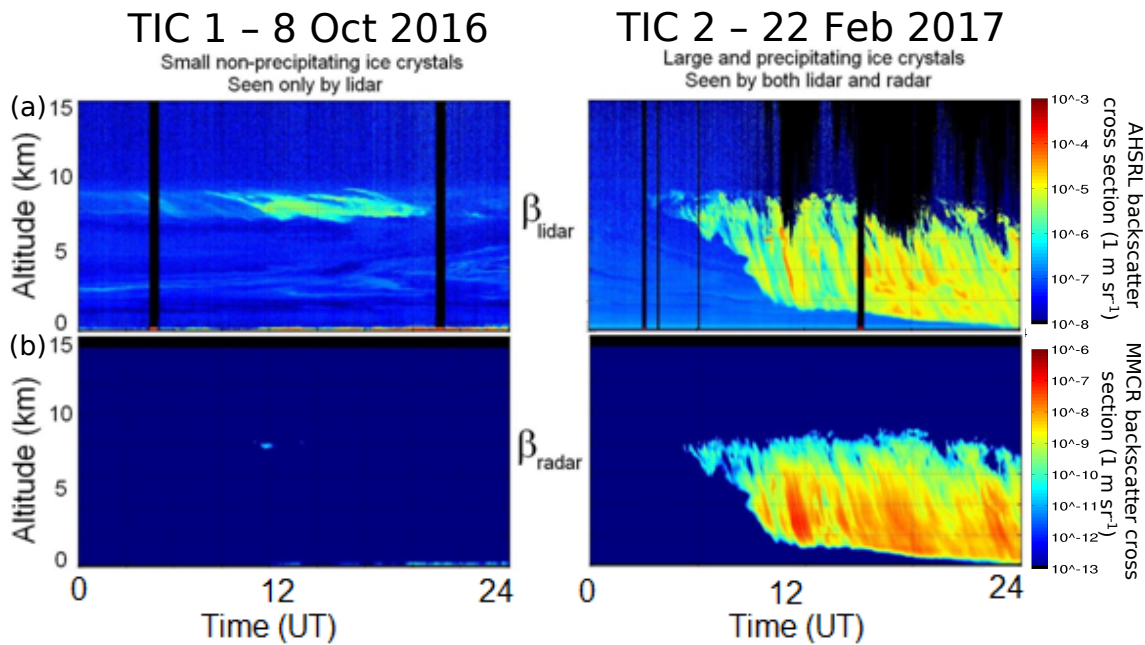 TIC 1 – 8 Oct 2016
Small non-precipitating ice crystals
Seen only by lidar
TIC 2 – 22 Feb 2017
Large and precipitating ice crystals
Seen by both lidar and radar
(a)
15
10
5
0
Altitude (km)
βlidar
10^-3
10^-4
10^-5
10^-6
10^-7
10^-8
AHSRL backscatter
cross section (1 m sr⁻¹)
(b)
15
10
5
0
Altitude (km)
βradar
10^-6
10^-7
10^-8
10^-9
10^-10
10^-11
10^-12
10^-13
MMCR backscatter cross
section (1 m sr⁻¹)
0
12
24
Time (UT)
0
12
24
Time (UT)